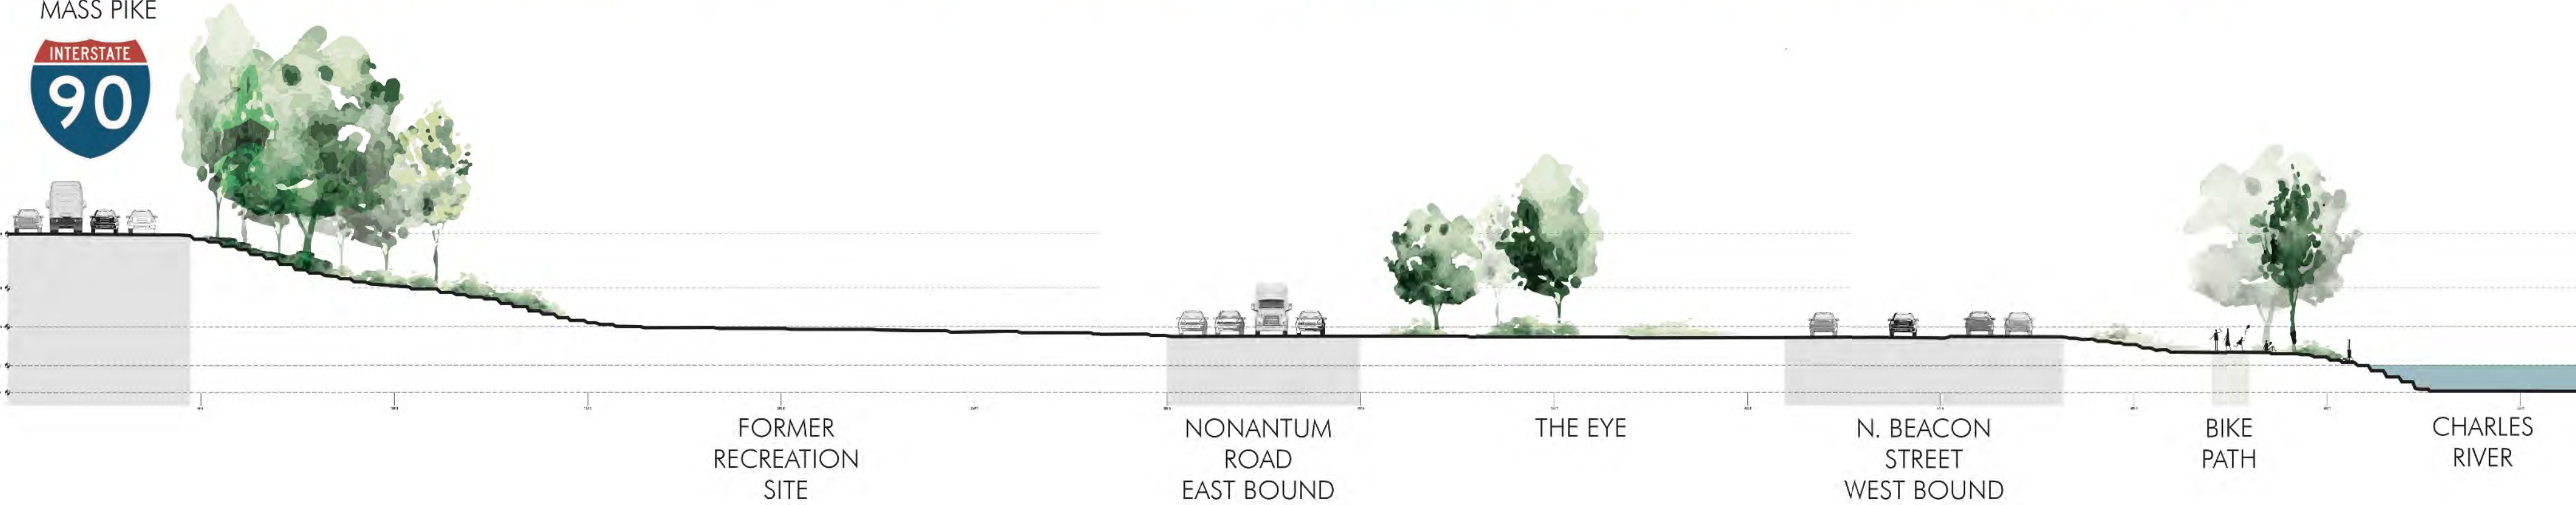 MASS PIKE
INTERSTATE
90
FORMER
RECREATION
SITE
NONANTUM
ROAD
EAST BOUND
THE EYE
N. BEACON
STREET
WEST BOUND
BIKE
PATH
CHARLES
RIVER